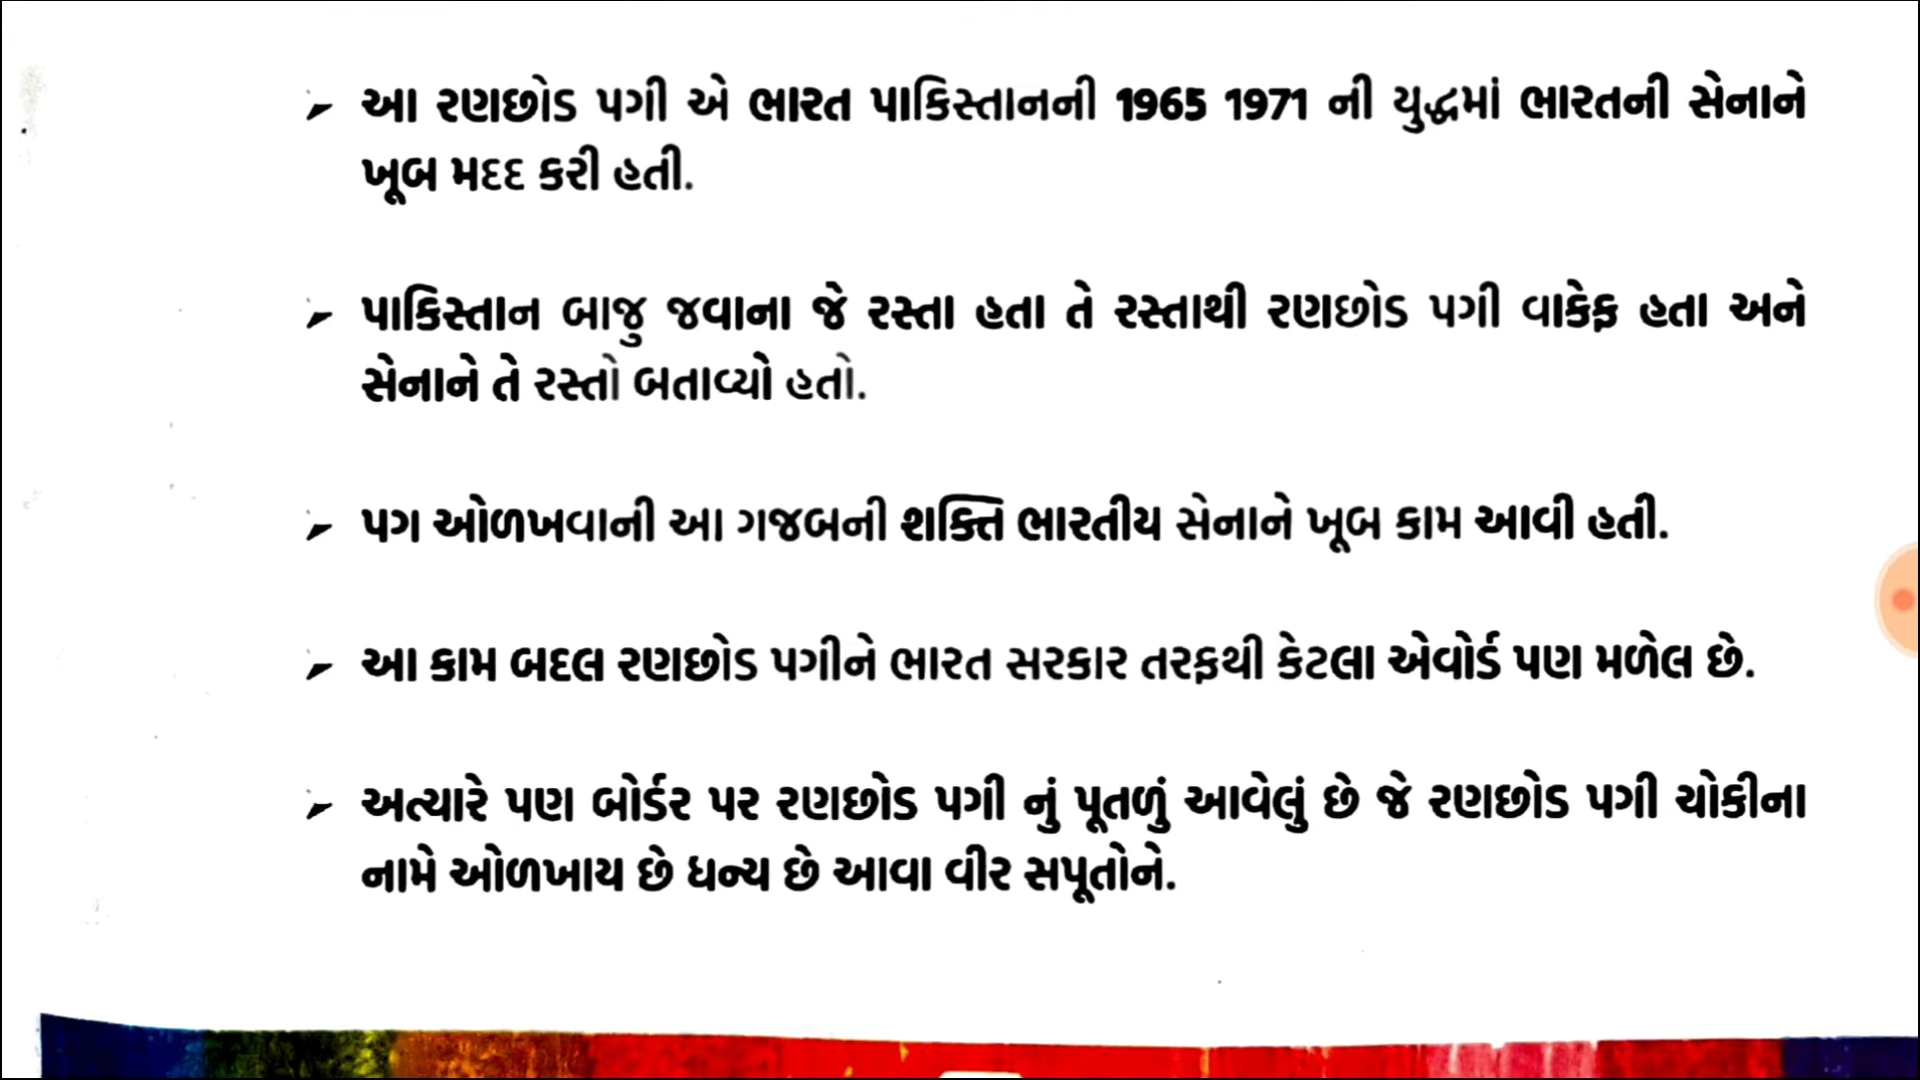 ➤ આ રણછોડ પગી એ ભારત પાકિસ્તાનની 1965 1971 ની યુદ્ધમાં ભારતની સેનાને
ખૂબ મદદ કરી હતી.
➤ પાકિસ્તાન બાજુ જવાના જે રસ્તા હતા તે રસ્તાથી રણછોડ પગી વાકેફ હતા અને
સેનાને તે રસ્તો બતાવ્યો હતો.
➤ પગ ઓળખવાની આ ગજબની શક્તિ ભારતીય સેનાને ખૂબ કામ આવી હતી.
➤ આ કામ બદલ રણછોડ પગીને ભારત સરકાર તરફથી કેટલા એવોર્ડ પણ મળેલ છે.
➤ અત્યારે પણ બોર્ડર પર રણછોડ પગી નું પૂતળું આવેલું છે જે રણછોડ પગી ચોકીના
નામે ઓળખાય છે ધન્ય છે આવા વીર સપૂતોને.